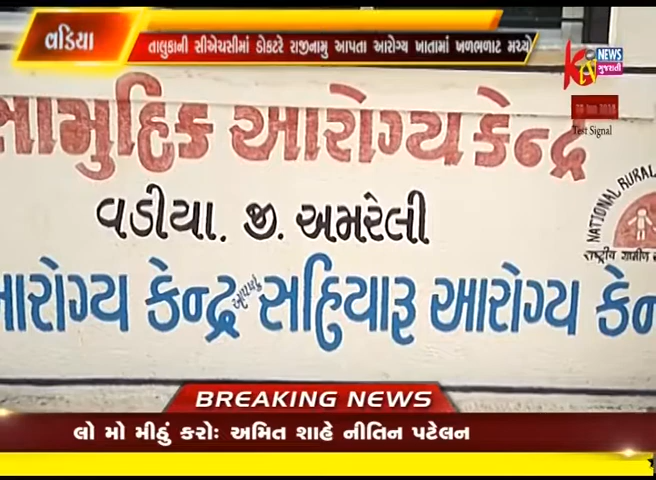 વડિયા
તાલુકાની સીએચસીમાં ડોક્ટરે રાજીનામુ આપતા આરોગ્ય ખાતામાં ખળભળાટ મચ્યો
NEWS
ગુજરાતી
Test Signal
સામુહિક આરોગ્ય કેન્દ્ર
વડીયા. જી. અમરેલી
NATIONAL RURAL
રાષ્ટ્રીય ગ્રામીણ
આરોગ્ય કેન્દ્ર આપણું સહિયારૂ આરોગ્ય કેન
BREAKING NEWS
લો મો મીઠું કરોઃ અમિત શાહે નીતિન પટેલન